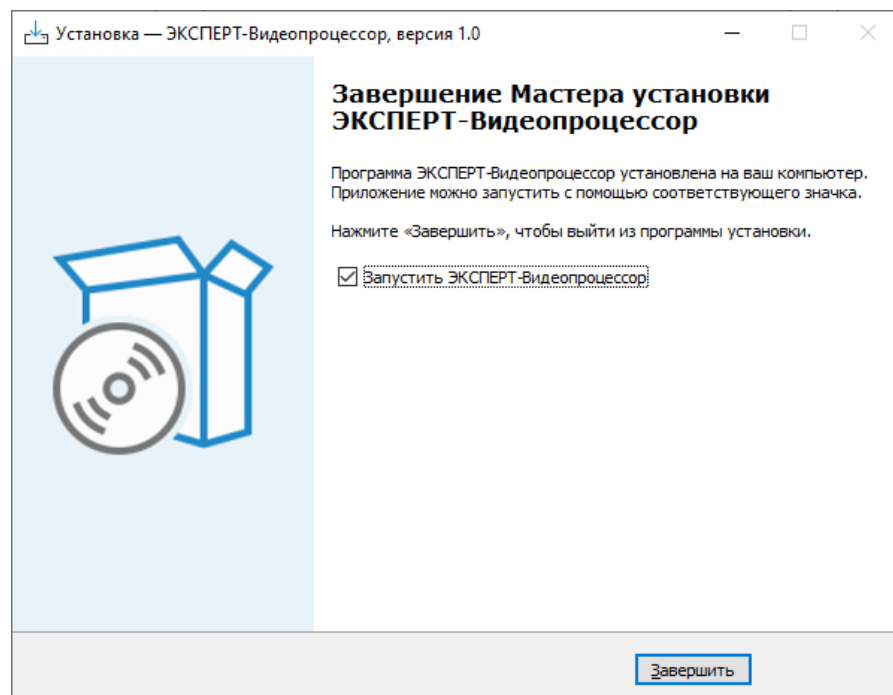 Установка — ЭКСПЕРТ-Видеопроцессор, версия 1.0
Завершение Мастера установки
ЭКСПЕРТ-Видеопроцессор
Программа ЭКСПЕРТ-Видеопроцессор установлена на ваш компьютер.
Приложение можно запустить с помощью соответствующего значка.
Нажмите «Завершить», чтобы выйти из программы установки.
Запустить ЭКСПЕРТ-Видеопроцессор
Завершить